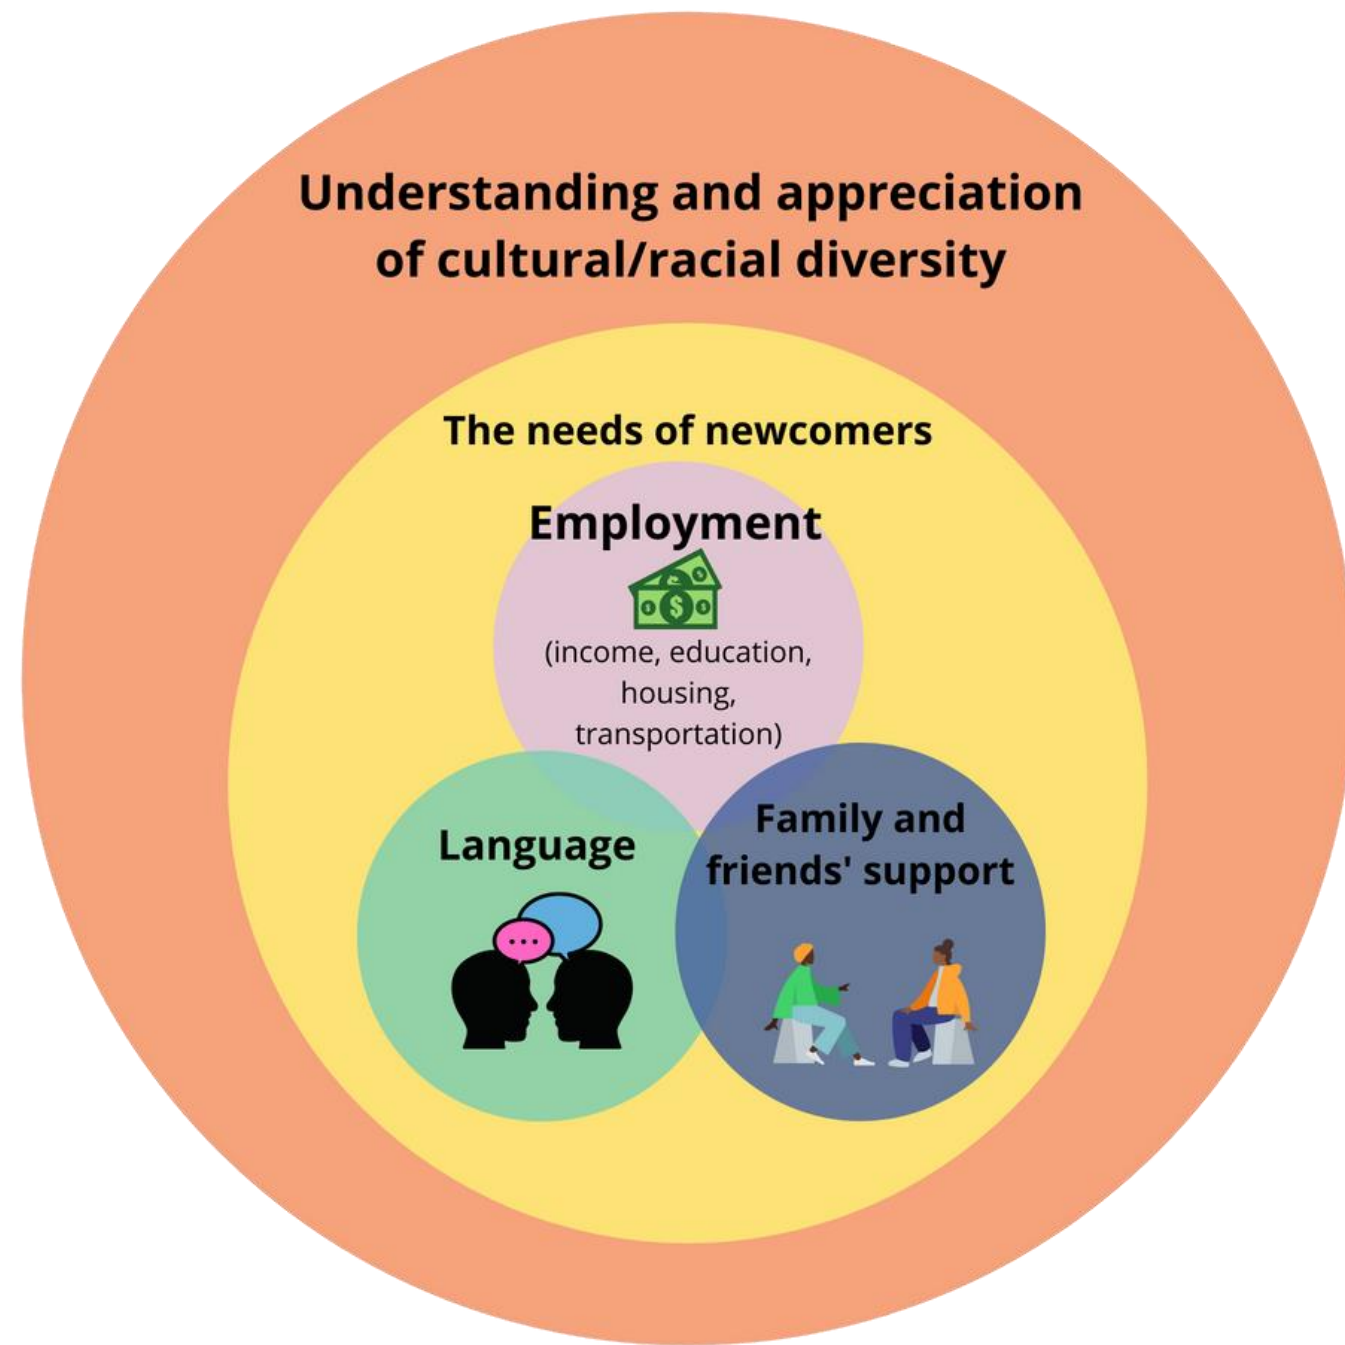 Understanding and appreciation
of cultural/racial diversity
The needs of newcomers
Employment
(income, education,
housing,
transportation)
Language
Family and
friends' support